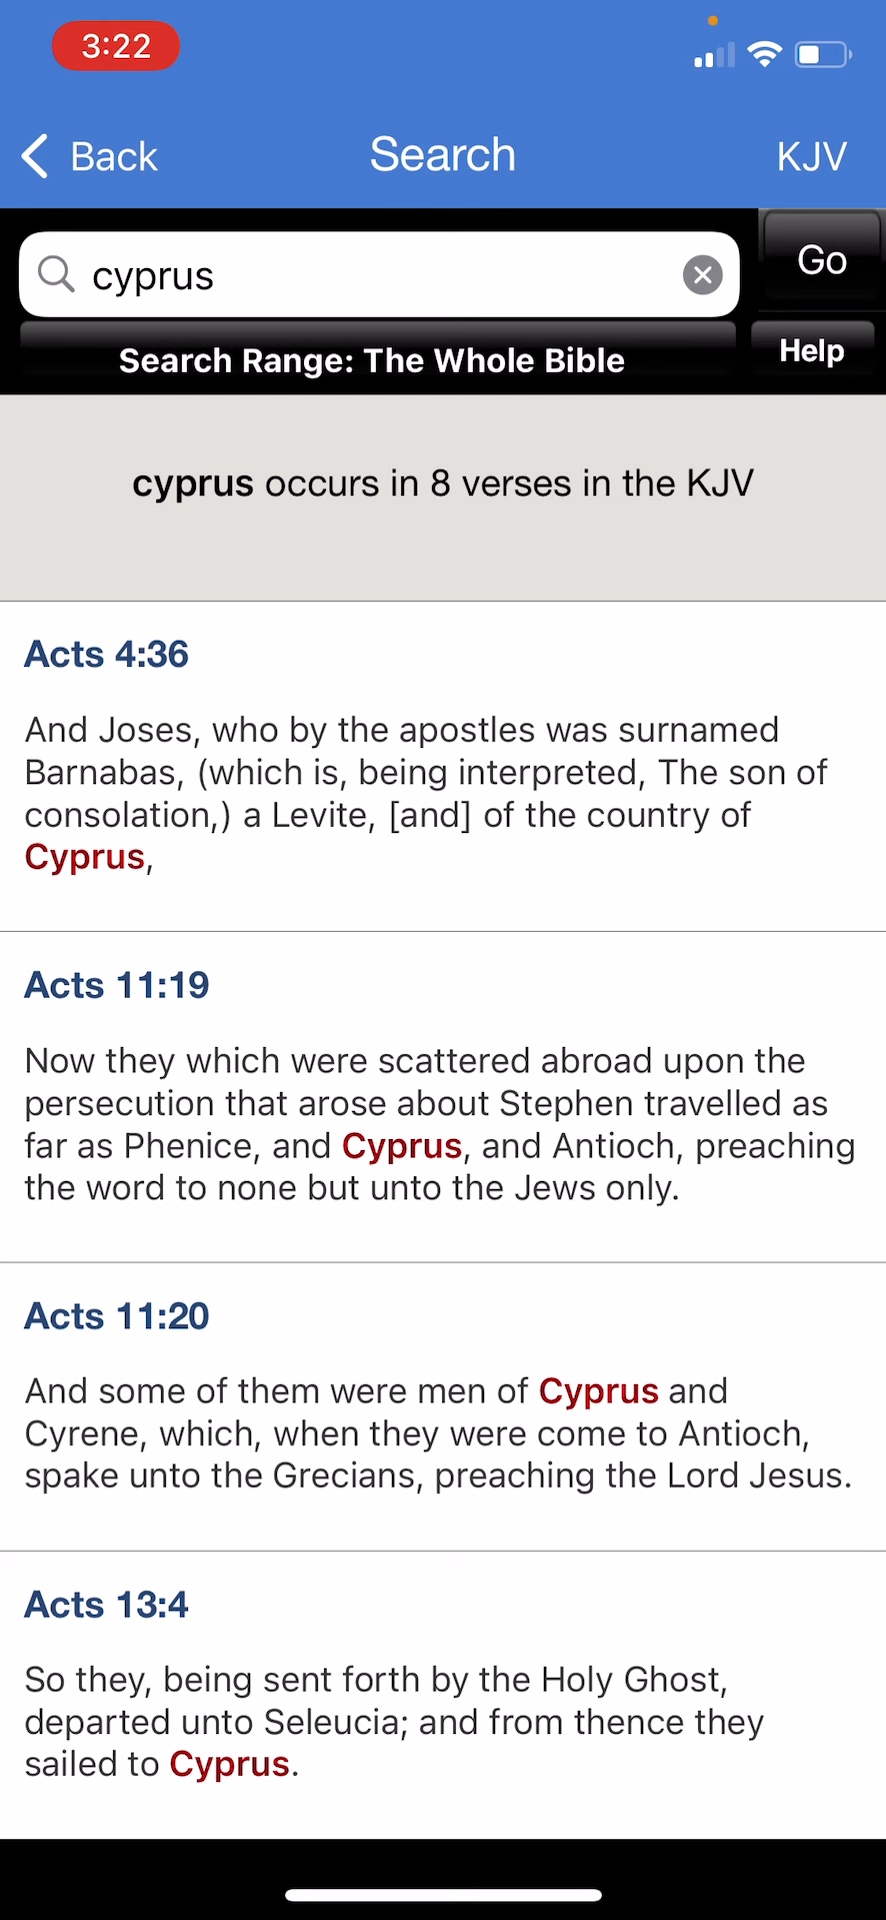 3:22
Back
Search
KJV
cyprus
Go
Search Range: The Whole Bible
Help
cyprus occurs in 8 verses in the KJV
Acts 4:36
And Joses, who by the apostles was surnamed
Barnabas, (which is, being interpreted, The son of
consolation,) a Levite, [and] of the country of
Cyprus,
Acts 11:19
Now they which were scattered abroad upon the
persecution that arose about Stephen travelled as
far as Phenice, and Cyprus, and Antioch, preaching
the word to none but unto the Jews only.
Acts 11:20
And some of them were men of Cyprus and
Cyrene, which, when they were come to Antioch,
spake unto the Grecians, preaching the Lord Jesus.
Acts 13:4
So they, being sent forth by the Holy Ghost,
departed unto Seleucia; and from thence they
sailed to Cyprus.